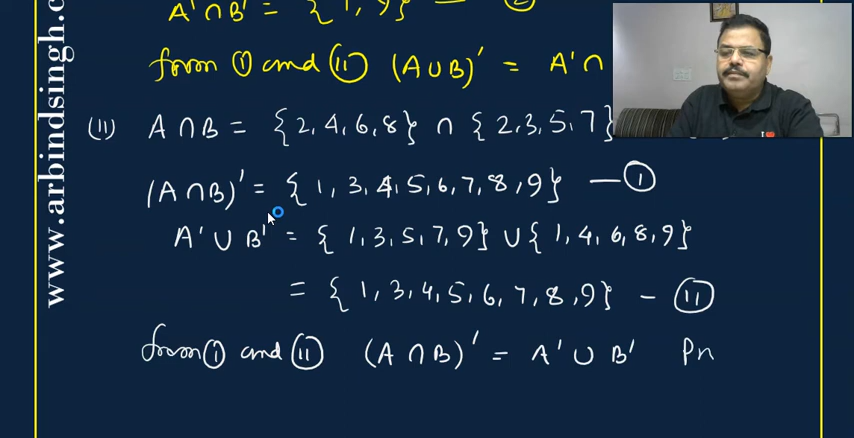 A' ∩ B' = { 1, 9 } — (II)
from (I) and (II) (A ∪ B)' = A' ∩
(II) A ∩ B = { 2, 4, 6, 8 } ∩ { 2, 3, 5, 7 }
(A ∩ B)' = { 1, 3, 4, 5, 6, 7, 8, 9 } — (I)
A' ∪ B' = { 1, 3, 5, 7, 9 } ∪ { 1, 4, 6, 8, 9 }
= { 1, 3, 4, 5, 6, 7, 8, 9 } — (II)
from (I) and (II) (A ∩ B)' = A' ∪ B' Pr
www.arbindsingh.